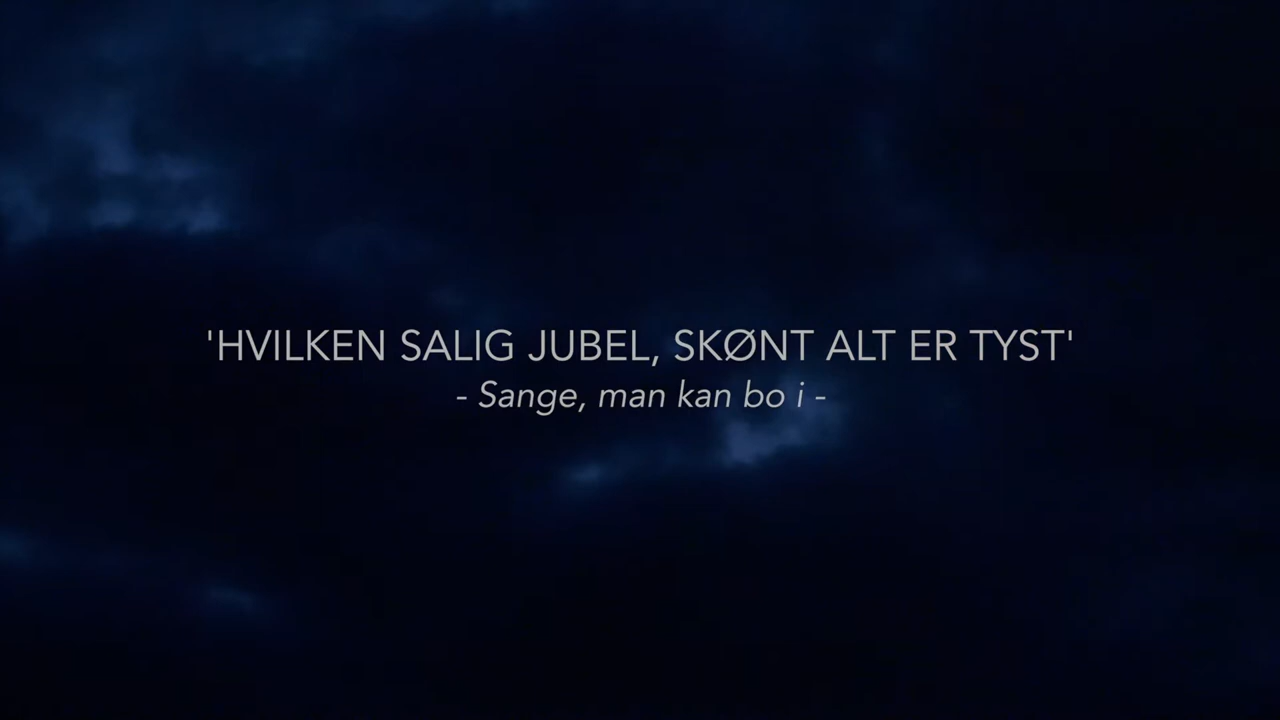 'HVILKEN SALIG JUBEL, SKØNT ALT ER TYST'
- Sange, man kan bo i -